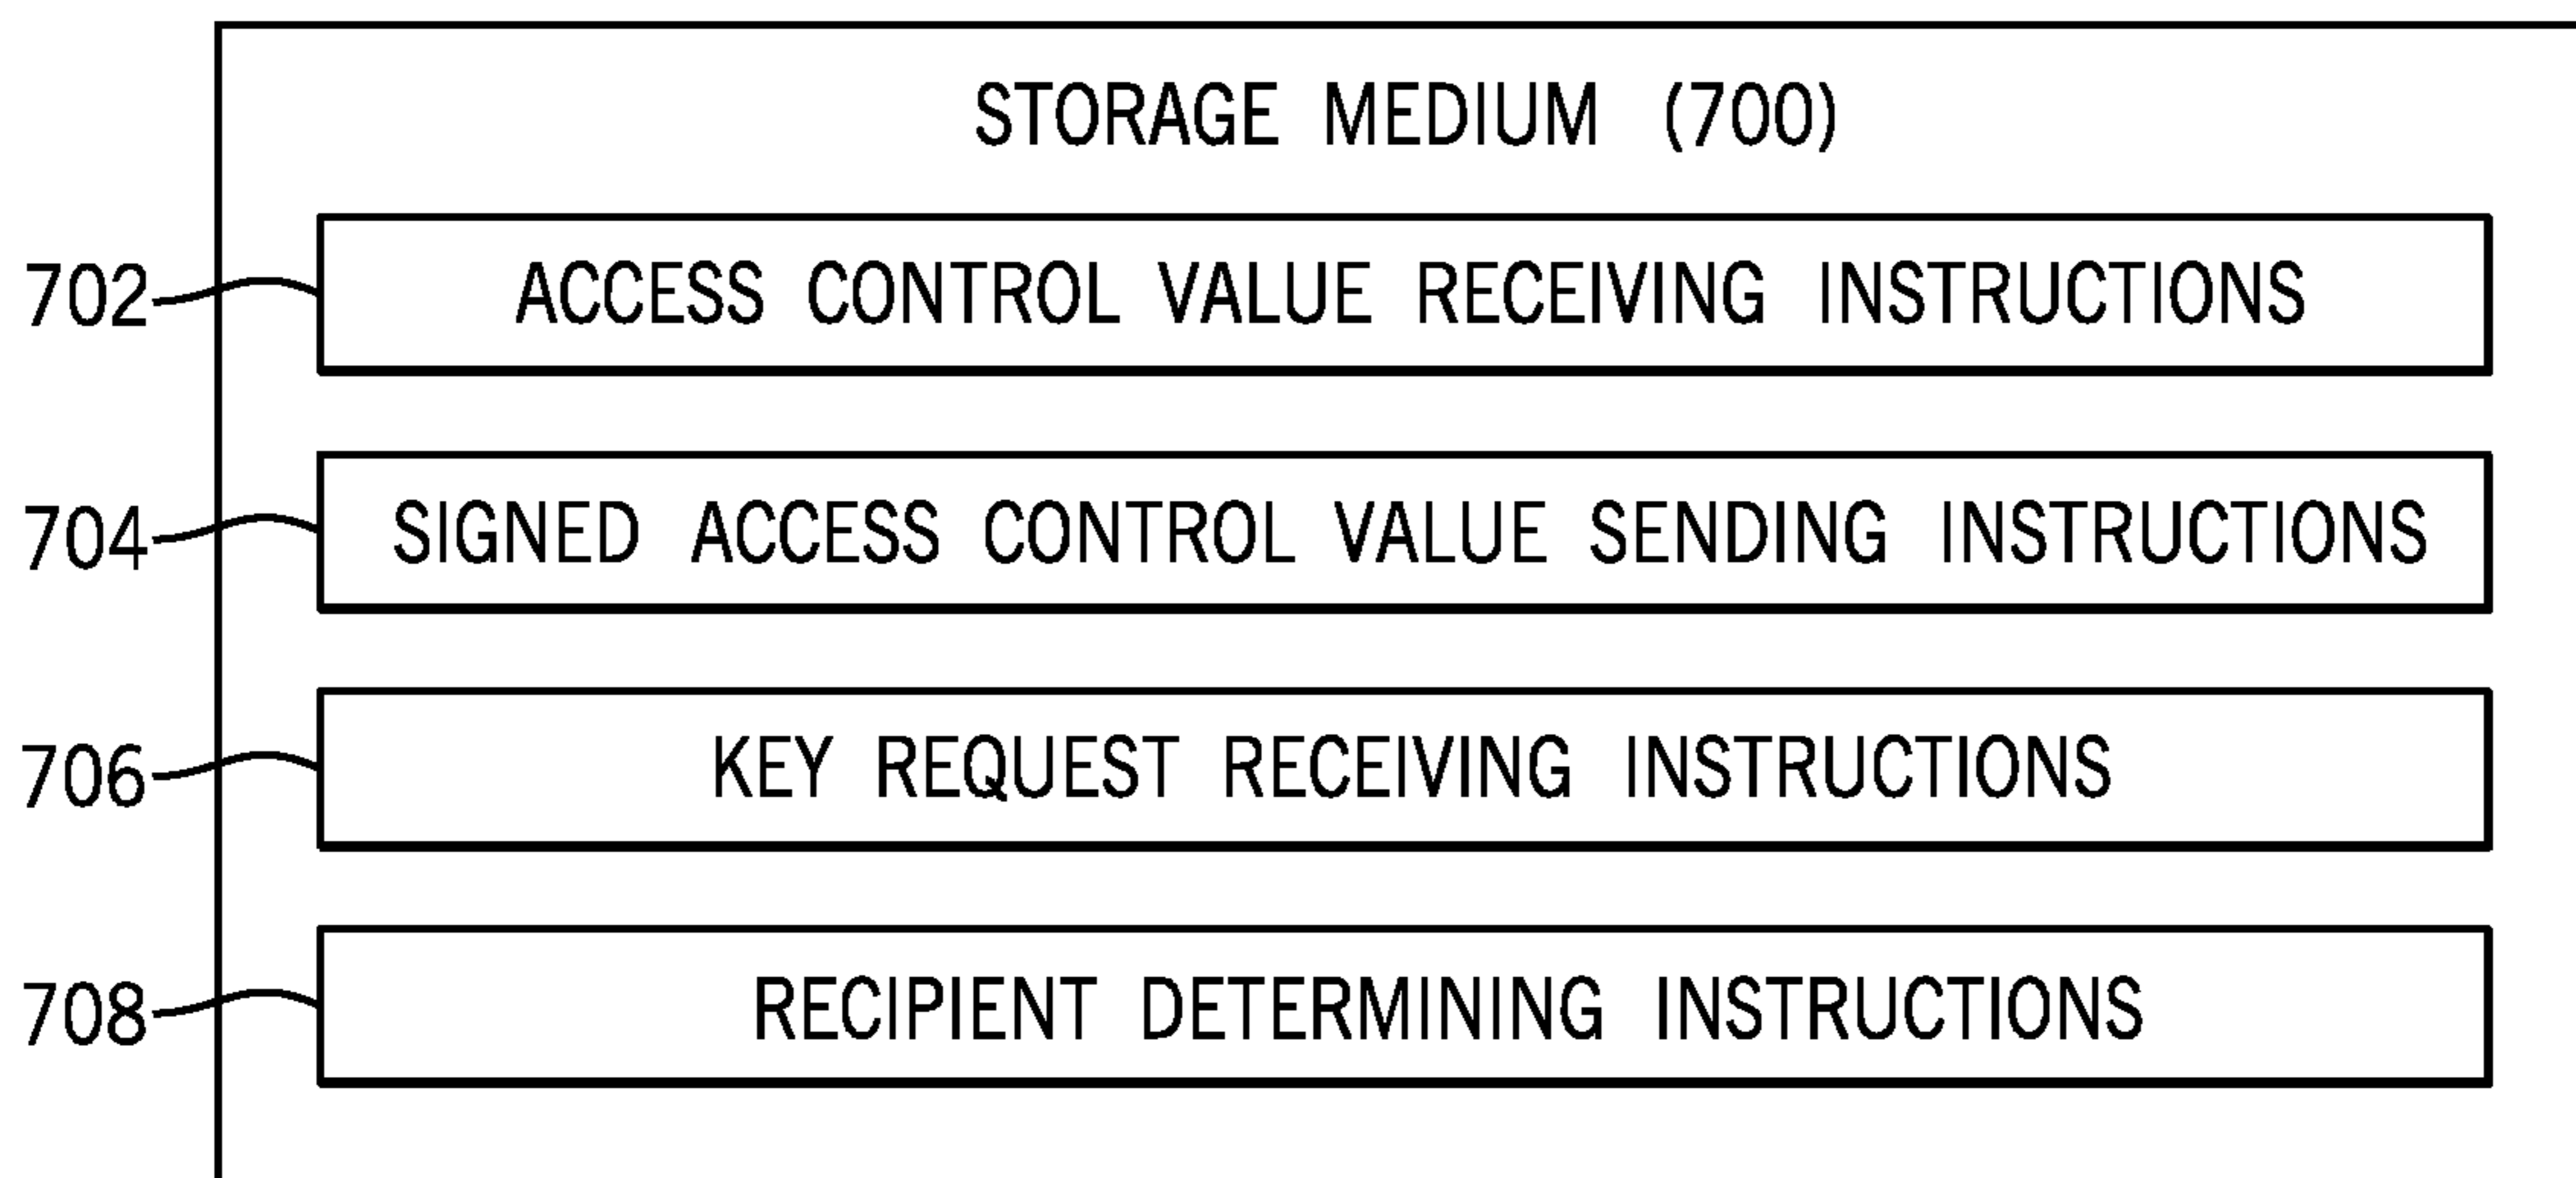 STORAGE MEDIUM (700)
702 ACCESS CONTROL VALUE RECEIVING INSTRUCTIONS
704 SIGNED ACCESS CONTROL VALUE SENDING INSTRUCTIONS
706 KEY REQUEST RECEIVING INSTRUCTIONS
708 RECIPIENT DETERMINING INSTRUCTIONS